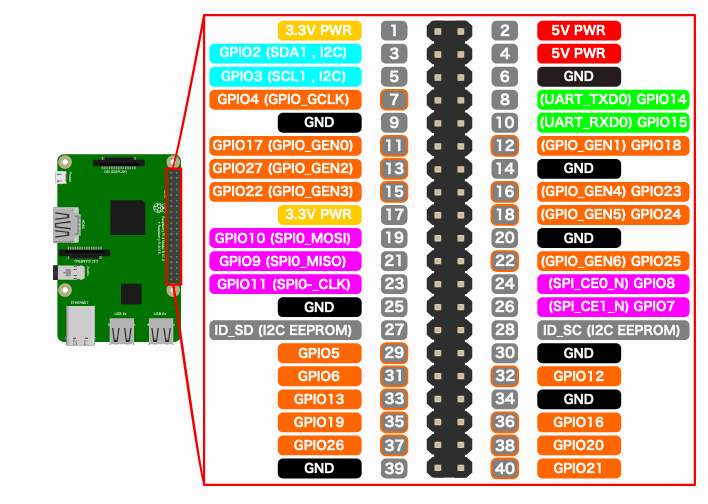 3.3V PWR 1 2 5V PWR
GPIO2 (SDA1 , I2C) 3 4 5V PWR
GPIO3 (SCL1 , I2C) 5 6 GND
GPIO4 (GPIO_GCLK) 7 8 (UART_TXD0) GPIO14
GND 9 10 (UART_RXD0) GPIO15
GPIO17 (GPIO_GEN0) 11 12 (GPIO_GEN1) GPIO18
GPIO27 (GPIO_GEN2) 13 14 GND
GPIO22 (GPIO_GEN3) 15 16 (GPIO_GEN4) GPIO23
3.3V PWR 17 18 (GPIO_GEN5) GPIO24
GPIO10 (SPI0_MOSI) 19 20 GND
GPIO9 (SPI0_MISO) 21 22 (GPIO_GEN6) GPIO25
GPIO11 (SPI0-_CLK) 23 24 (SPI_CE0_N) GPIO8
GND 25 26 (SPI_CE1_N) GPIO7
ID_SD (I2C EEPROM) 27 28 ID_SC (I2C EEPROM)
GPIO5 29 30 GND
GPIO6 31 32 GPIO12
GPIO13 33 34 GND
GPIO19 35 36 GPIO16
GPIO26 37 38 GPIO20
GND 39 40 GPIO21
ETHERNET
USB 2x
USB 2x